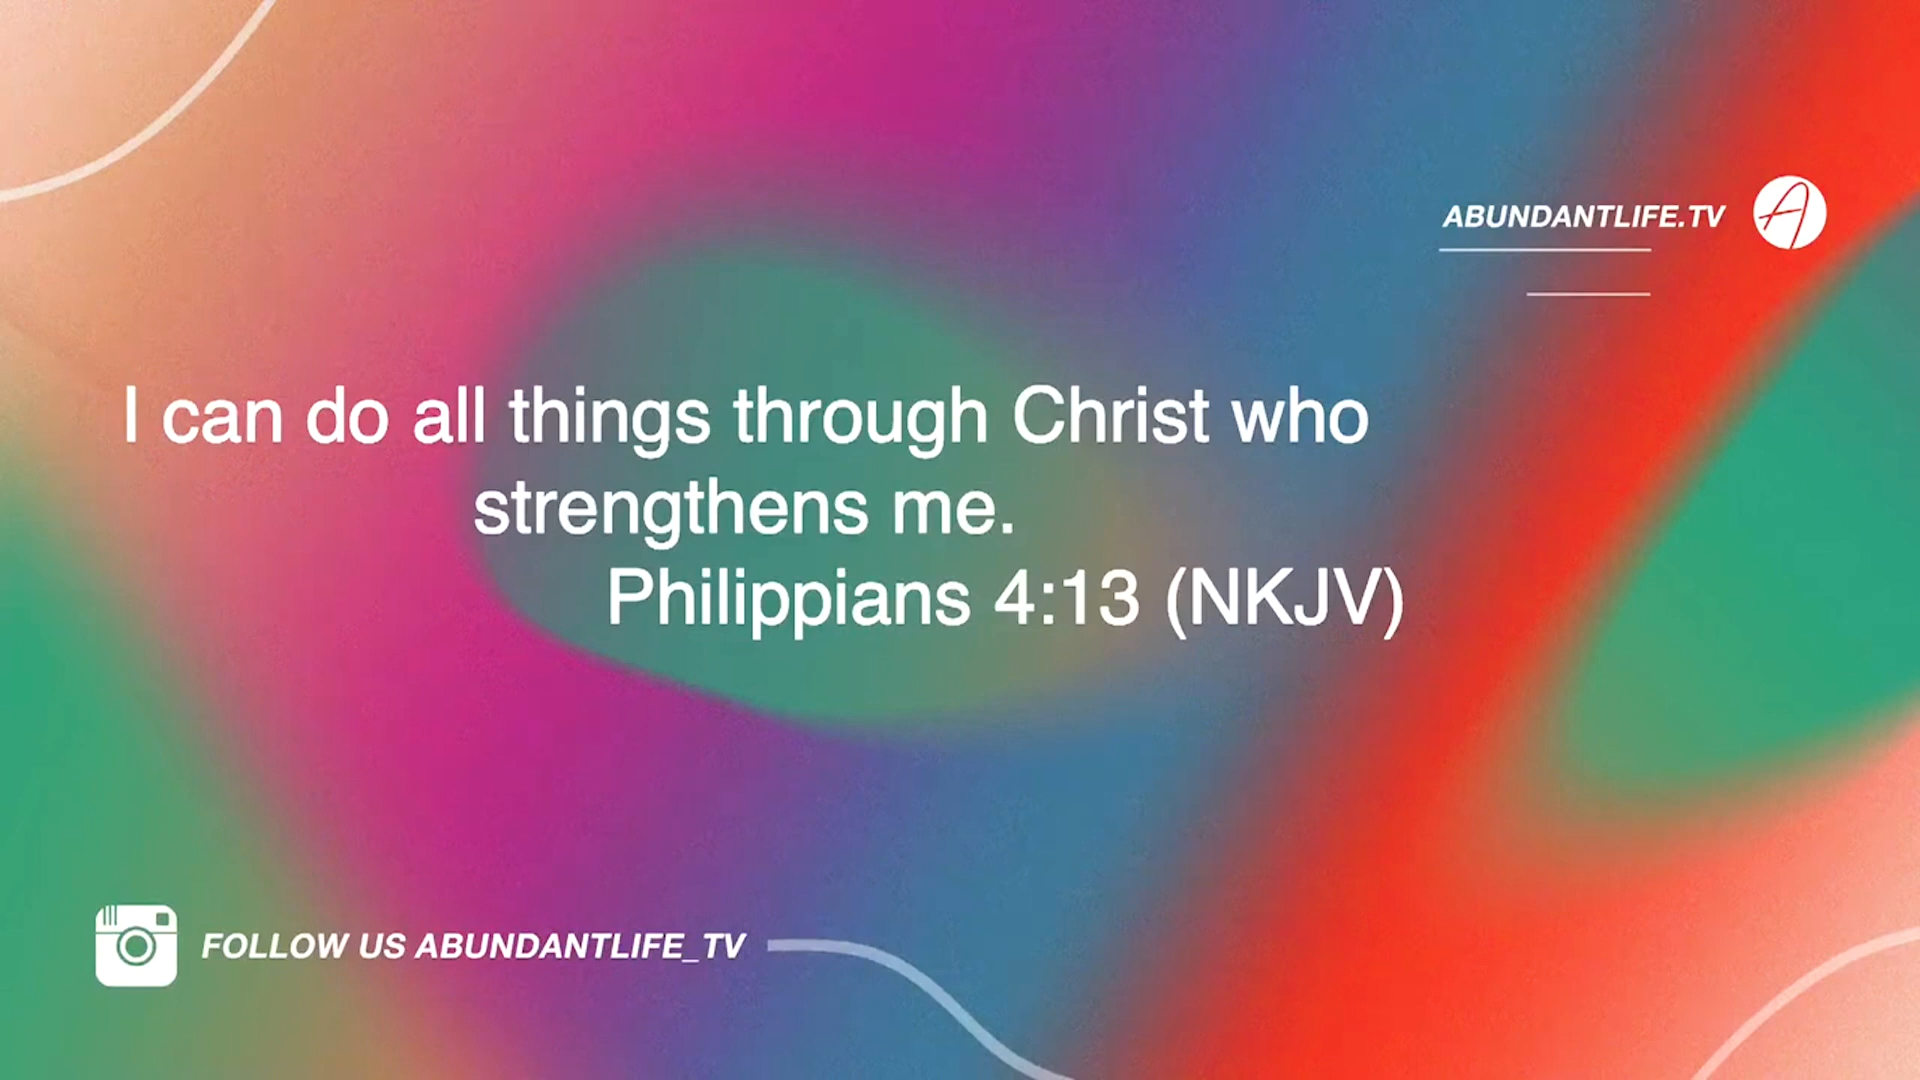 ABUNDANTLIFE.TV
I can do all things through Christ who
strengthens me.
Philippians 4:13 (NKJV)
FOLLOW US ABUNDANTLIFE_TV